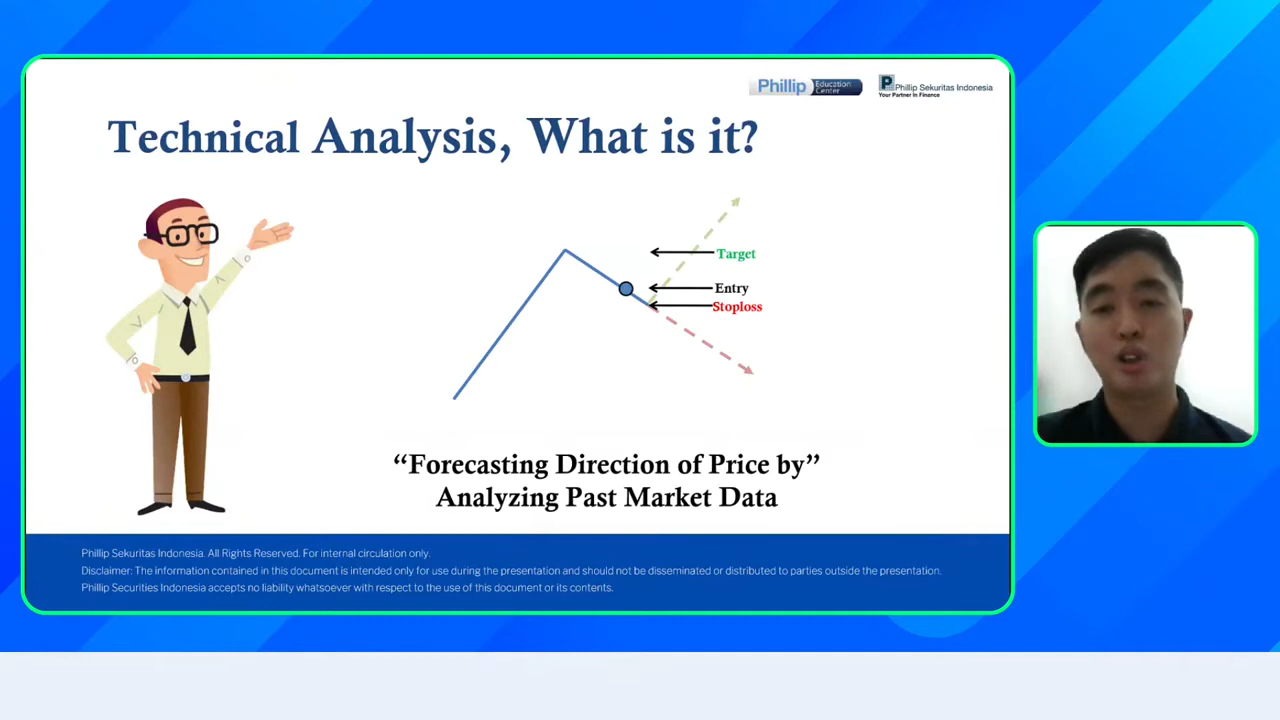 Phillip Education Center
Phillip Sekuritas Indonesia
Your Partner In Finance
Technical Analysis, What is it?
Target
Entry
Stoploss
“Forecasting Direction of Price by”
Analyzing Past Market Data
Phillip Sekuritas Indonesia. All Rights Reserved. For internal circulation only.
Disclaimer: The information contained in this document is intended only for use during the presentation and should not be disseminated or distributed to parties outside the presentation.
Phillip Securities Indonesia accepts no liability whatsoever with respect to the use of this document or its contents.